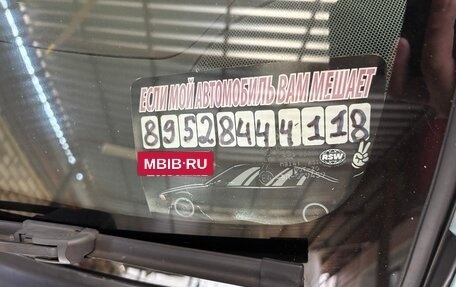 ЕСЛИ МОЙ АВТОМОБИЛЬ ВАМ МЕШАЕТ
89528444118
MBIB.RU
RSW